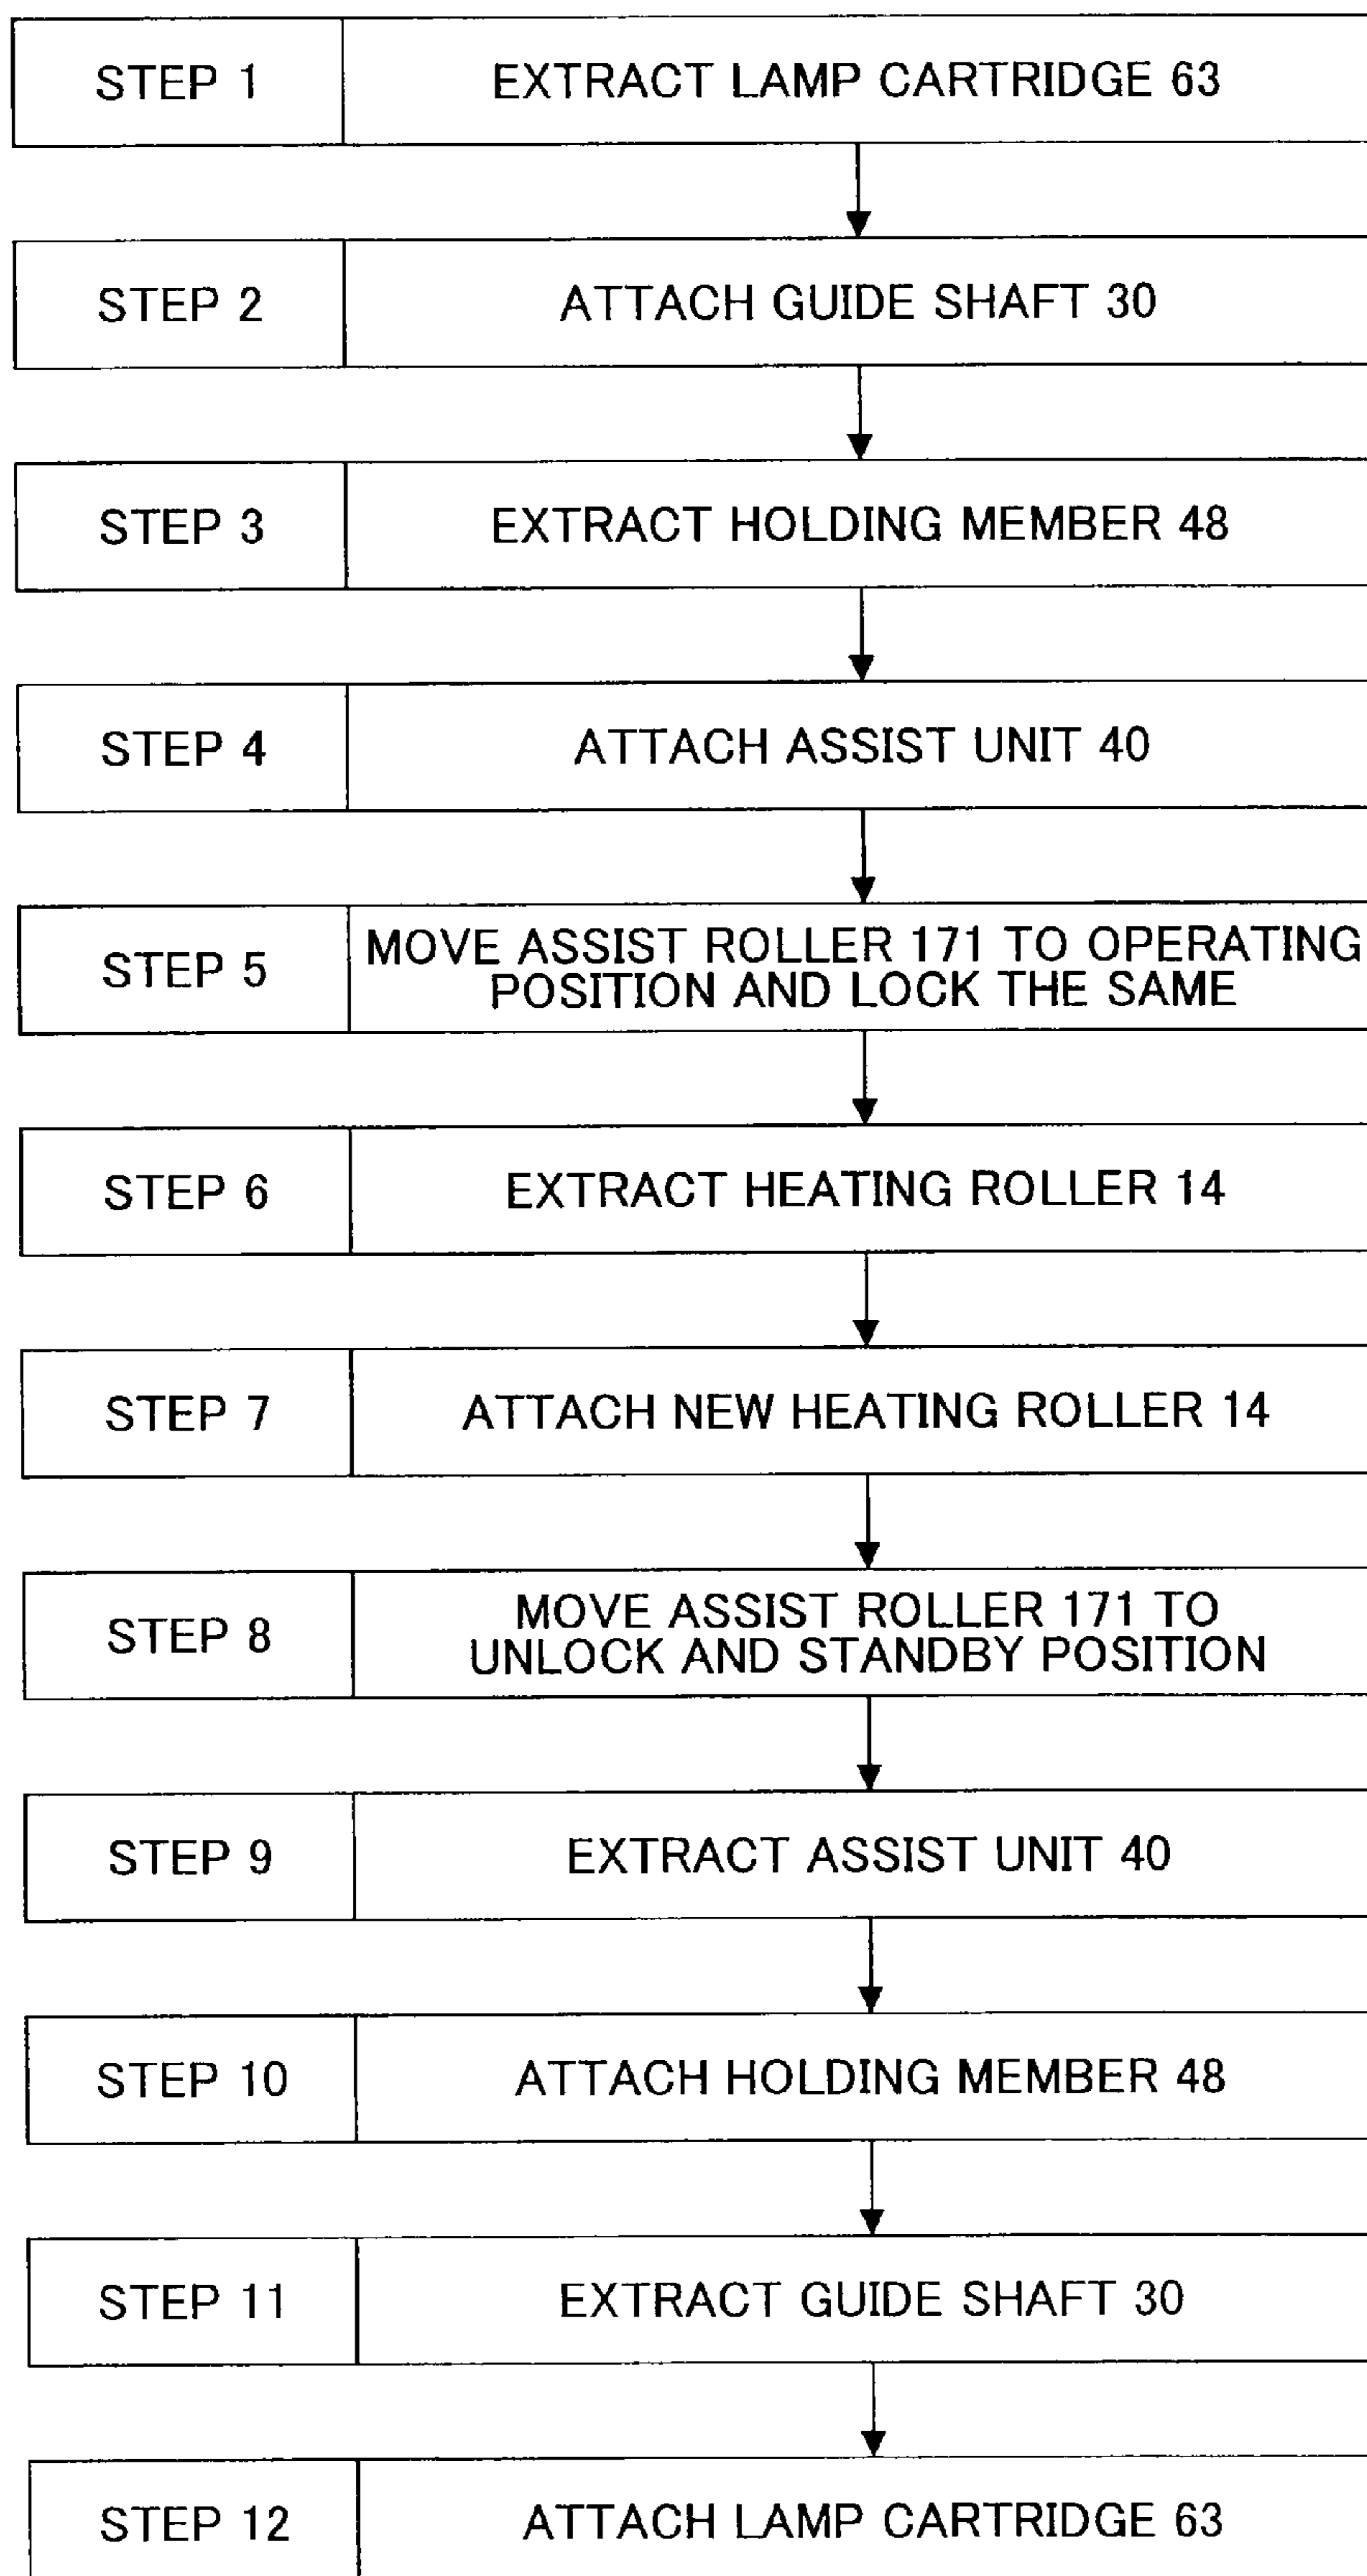 STEP 1 EXTRACT LAMP CARTRIDGE 63
STEP 2 ATTACH GUIDE SHAFT 30
STEP 3 EXTRACT HOLDING MEMBER 48
STEP 4 ATTACH ASSIST UNIT 40
STEP 5 MOVE ASSIST ROLLER 171 TO OPERATING
POSITION AND LOCK THE SAME
STEP 6 EXTRACT HEATING ROLLER 14
STEP 7 ATTACH NEW HEATING ROLLER 14
STEP 8 MOVE ASSIST ROLLER 171 TO
UNLOCK AND STANDBY POSITION
STEP 9 EXTRACT ASSIST UNIT 40
STEP 10 ATTACH HOLDING MEMBER 48
STEP 11 EXTRACT GUIDE SHAFT 30
STEP 12 ATTACH LAMP CARTRIDGE 63